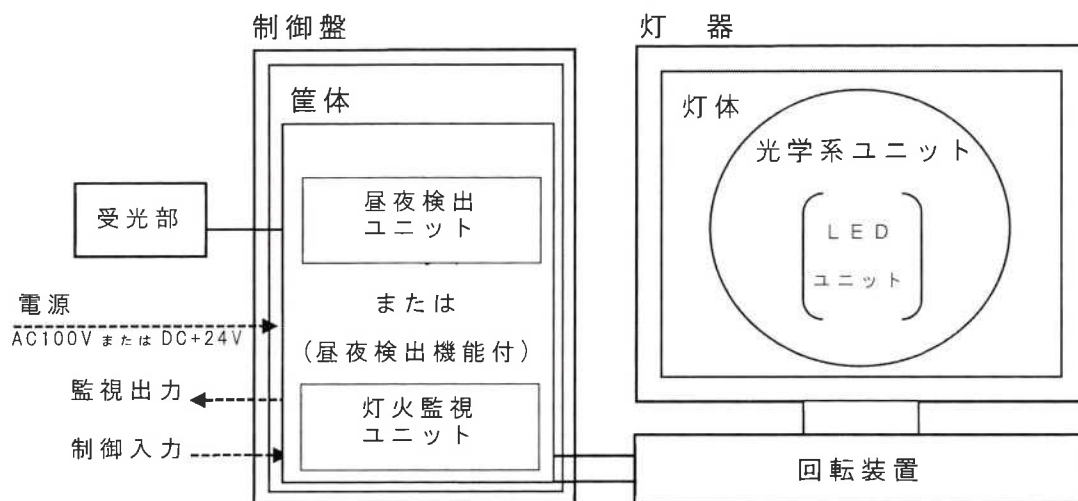 制御盤
筐体
昼夜検出
ユニット
または
(昼夜検出機能付)
灯火監視
ユニット
受光部
電源
AC100V または DC+24V
監視出力
制御入力
灯 器
灯体
光学系ユニット
LED
ユニット
回転装置